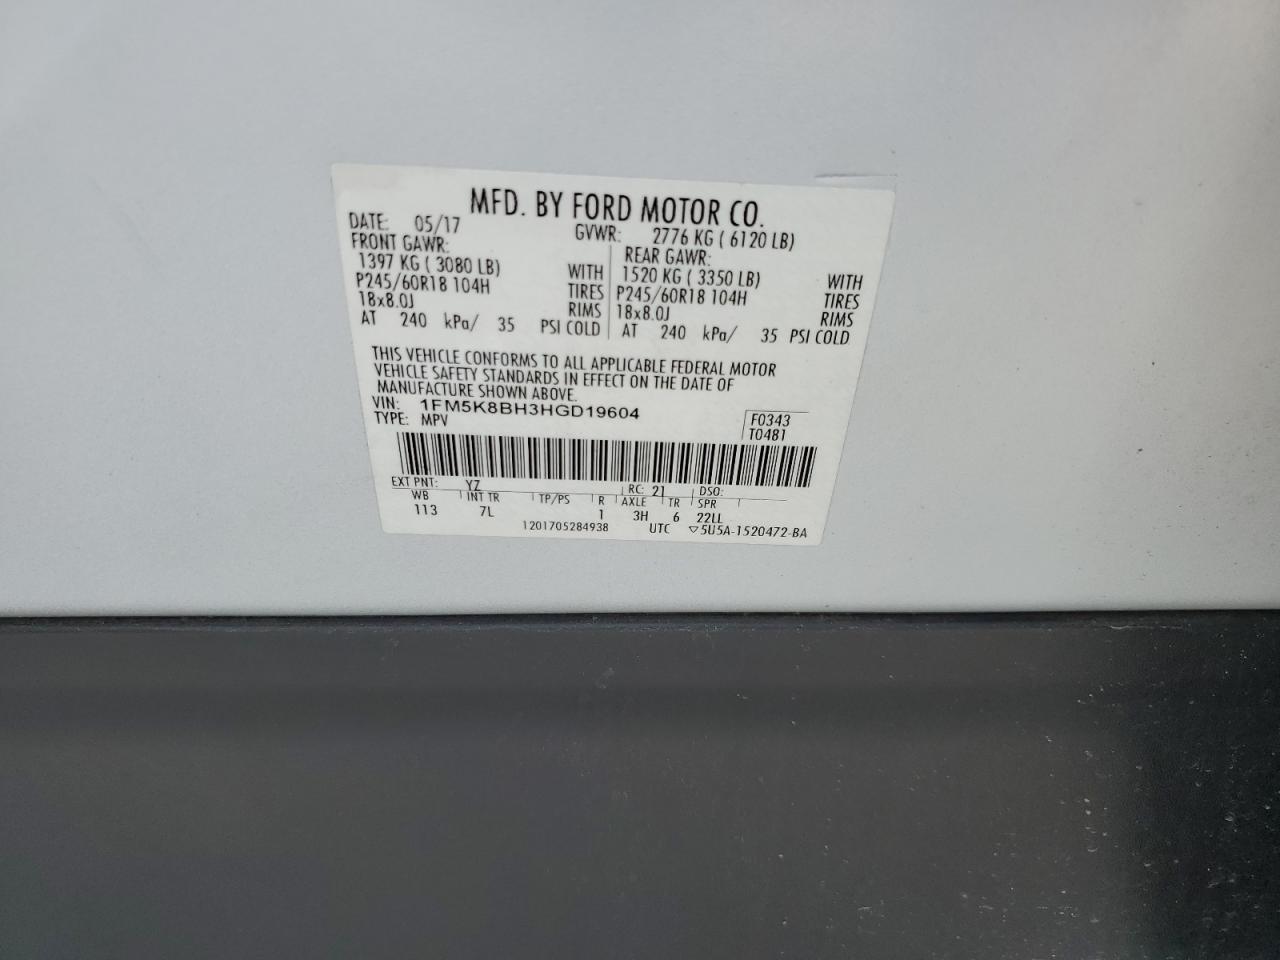 MFD. BY FORD MOTOR CO.
DATE: 05/17 GVWR: 2776 KG ( 6120 LB)
FRONT GAWR: REAR GAWR:
1397 KG ( 3080 LB) WITH 1520 KG ( 3350 LB) WITH
P245/60R18 104H TIRES P245/60R18 104H TIRES
18x8.0J RIMS 18x8.0J RIMS
AT 240 kPa/ 35 PSI COLD AT 240 kPa/ 35 PSI COLD
THIS VEHICLE CONFORMS TO ALL APPLICABLE FEDERAL MOTOR
VEHICLE SAFETY STANDARDS IN EFFECT ON THE DATE OF
MANUFACTURE SHOWN ABOVE.
VIN: 1FM5K8BH3HGD19604 F0343
TYPE: MPV T0481
EXT PNT: YZ RC: 21 DSO:
WB INT TR TP/PS R AXLE TR SPR
113 7L 1 3H 6 22LL
1201705284938 UTC ▽5U5A-1520472-BA